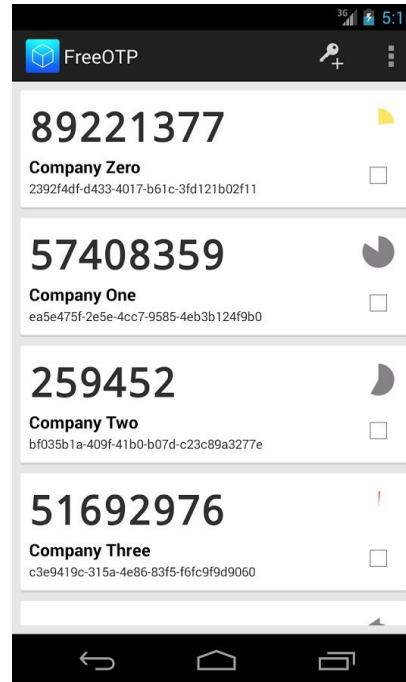 3G 5:1
FreeOTP
89221377
Company Zero
2392f4df-d433-4017-b61c-3fd121b02f11
57408359
Company One
ea5e475f-2e5e-4cc7-9585-4eb3b124f9b0
259452
Company Two
bf035b1a-409f-41b0-b07d-c23c89a3277e
51692976
Company Three
c3e9419c-315a-4e86-83f5-f6fc9f9d9060